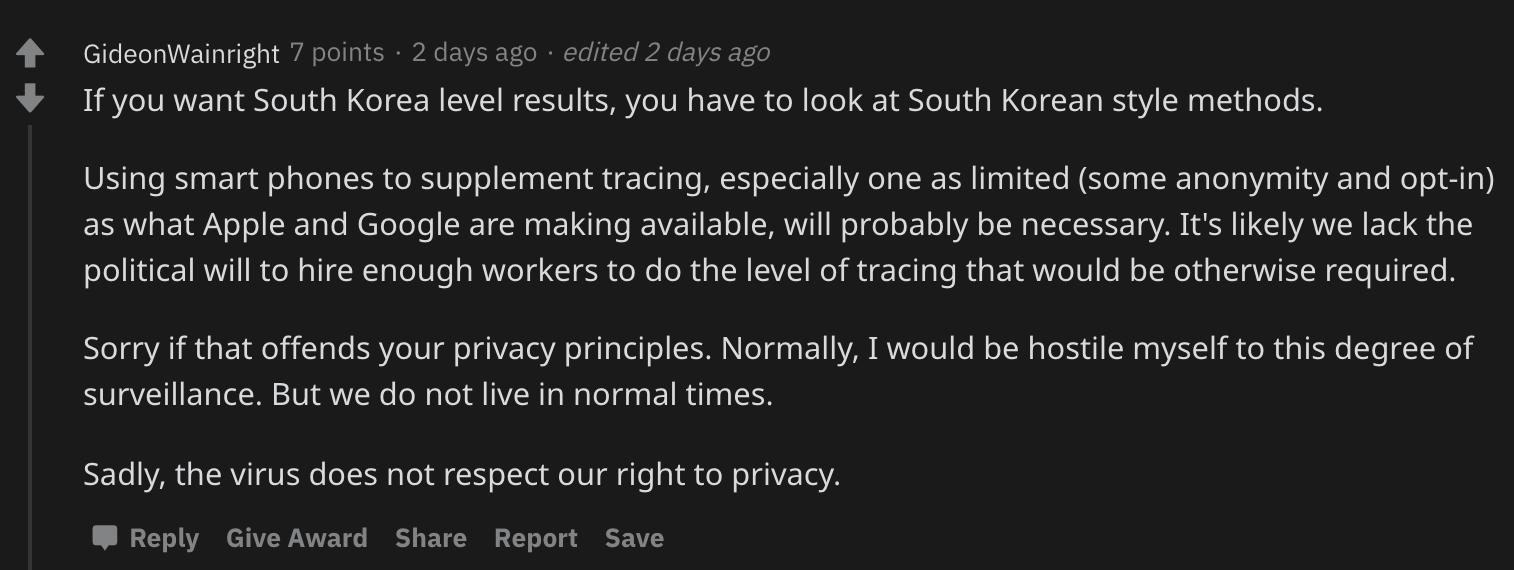 GideonWainright 7 points · 2 days ago · edited 2 days ago
If you want South Korea level results, you have to look at South Korean style methods.
Using smart phones to supplement tracing, especially one as limited (some anonymity and opt-in)
as what Apple and Google are making available, will probably be necessary. It's likely we lack the
political will to hire enough workers to do the level of tracing that would be otherwise required.
Sorry if that offends your privacy principles. Normally, I would be hostile myself to this degree of
surveillance. But we do not live in normal times.
Sadly, the virus does not respect our right to privacy.
Reply Give Award Share Report Save